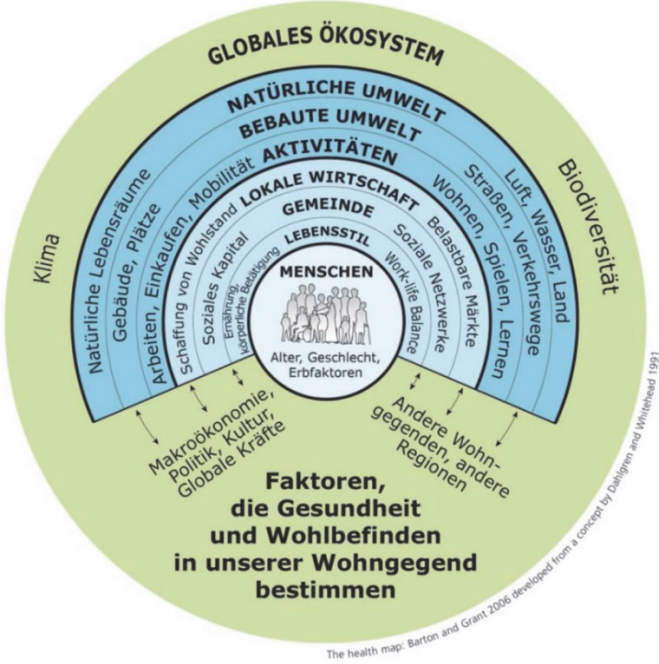 GLOBALES ÖKOSYSTEM
Klima
Biodiversität
NATÜRLICHE UMWELT
Natürliche Lebensräume
Luft, Wasser, Land
BEBAUTE UMWELT
Gebäude, Plätze
Straßen, Verkehrswege
AKTIVITÄTEN
Arbeiten, Einkaufen, Mobilität
Wohnen, Spielen, Lernen
LOKALE WIRTSCHAFT
Schaffung von Wohlstand
Belastbare Märkte
GEMEINDE
Soziales Kapital
Soziale Netzwerke
LEBENSSTIL
Ernährung,
körperliche Betätigung
Work-life Balance
MENSCHEN
Alter, Geschlecht,
Erbfaktoren
Makroökonomie,
Politik, Kultur,
Globale Kräfte
Andere Wohn-
gegenden, andere
Regionen
Faktoren,
die Gesundheit
und Wohlbefinden
in unserer Wohngegend
bestimmen
The health map: Barton and Grant 2006 developed from a concept by Dahlgren and Whitehead 1991